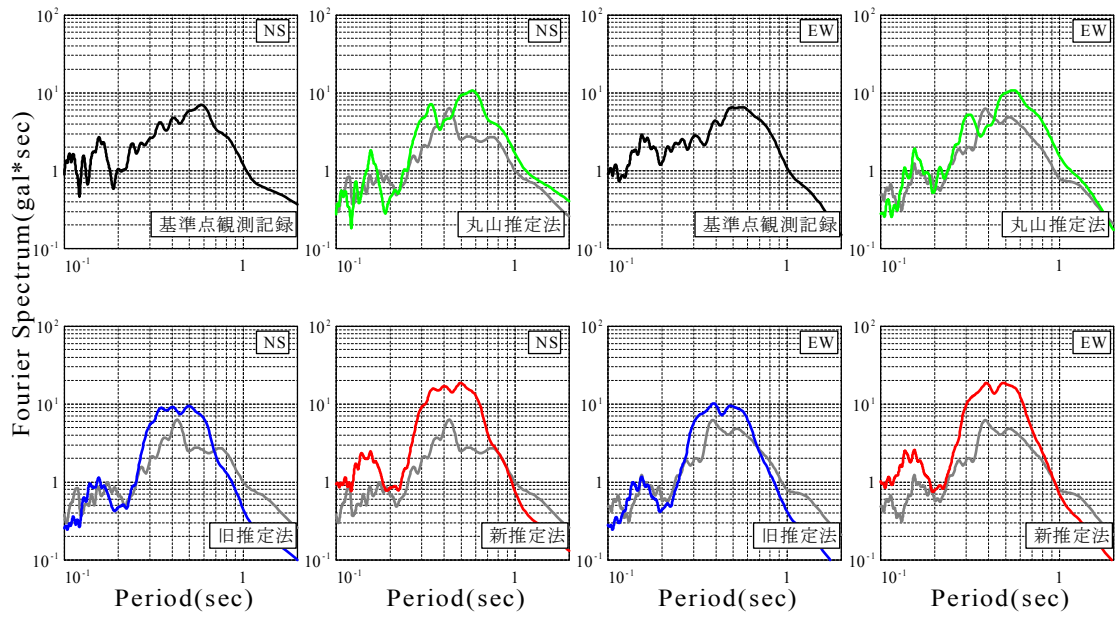 Fourier Spectrum(gal*sec)
10² NS 10² NS 10² EW 10² EW
10¹ 10¹ 10¹ 10¹
1 1 1 1
10⁻¹ 基準点観測記録 10⁻¹ 丸山推定法 10⁻¹ 基準点観測記録 10⁻¹ 丸山推定法
10⁻¹ 1 10⁻¹ 1 10⁻¹ 1 10⁻¹ 1
10² NS 10² NS 10² EW 10² EW
10¹ 10¹ 10¹ 10¹
1 1 1 1
10⁻¹ 旧推定法 10⁻¹ 新推定法 10⁻¹ 旧推定法 10⁻¹ 新推定法
10⁻¹ 1 10⁻¹ 1 10⁻¹ 1 10⁻¹ 1
Period(sec) Period(sec) Period(sec) Period(sec)